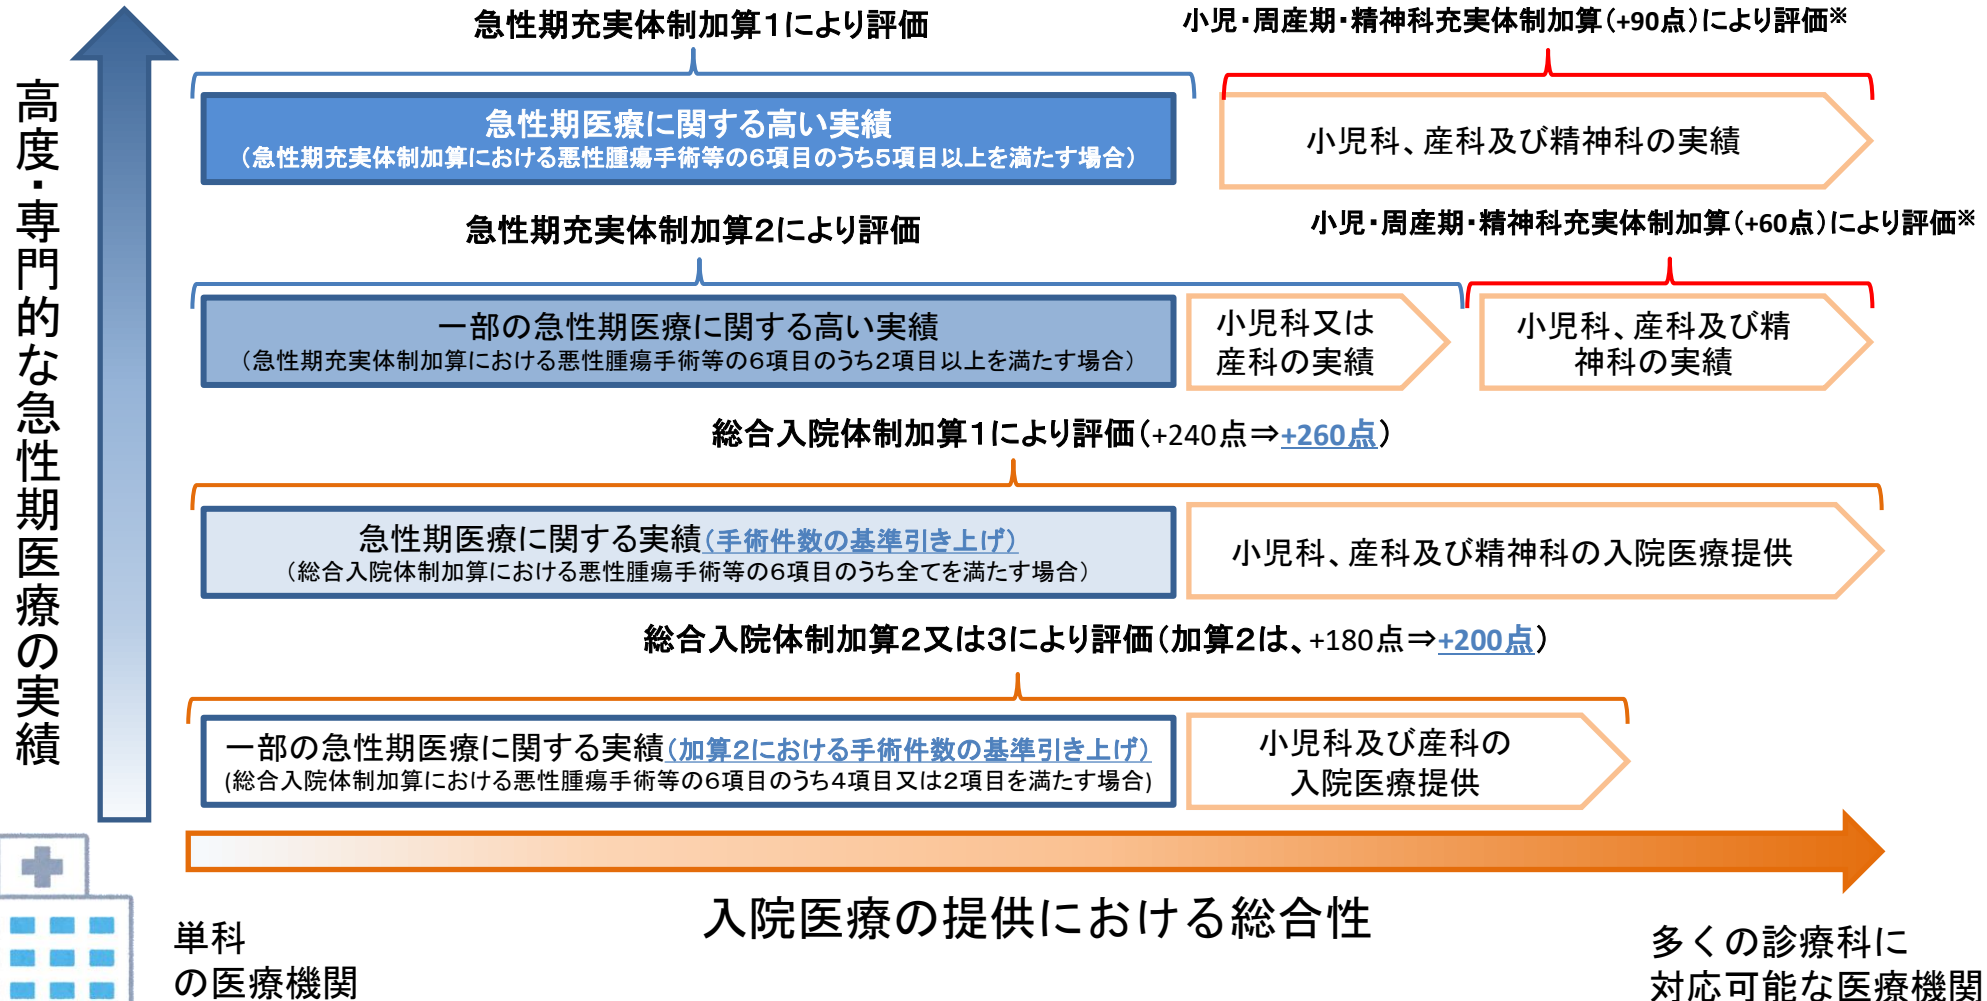 急性期充実体制加算1により評価
小児・周産期・精神科充実体制加算(+90点)により評価※
高度・専門的な急性期医療の実績
急性期医療に関する高い実績
(急性期充実体制加算における悪性腫瘍手術等の6項目のうち5項目以上を満たす場合)
小児科、産科及び精神科の実績
急性期充実体制加算2により評価
小児・周産期・精神科充実体制加算(+60点)により評価※
一部の急性期医療に関する高い実績
(急性期充実体制加算における悪性腫瘍手術等の6項目のうち2項目以上を満たす場合)
小児科又は
産科の実績
小児科、産科及び精
神科の実績
総合入院体制加算1により評価(+240点⇒+260点)
急性期医療に関する実績(手術件数の基準引き上げ)
(総合入院体制加算における悪性腫瘍手術等の6項目のうち全てを満たす場合)
小児科、産科及び精神科の入院医療提供
総合入院体制加算2又は3により評価(加算2は、+180点⇒+200点)
一部の急性期医療に関する実績(加算2における手術件数の基準引き上げ)
(総合入院体制加算における悪性腫瘍手術等の6項目のうち4項目又は2項目を満たす場合)
小児科及び産科の
入院医療提供
入院医療の提供における総合性
単科
の医療機関
多くの診療科に
対応可能な医療機関